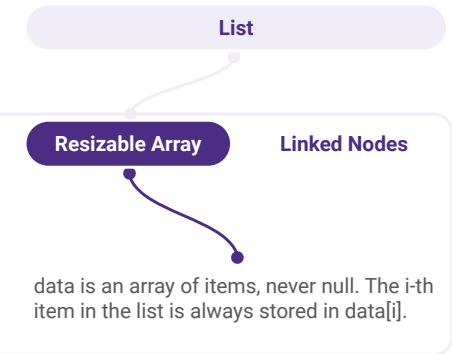 List
Resizable Array
Linked Nodes
data is an array of items, never null. The i-th
item in the list is always stored in data[i].